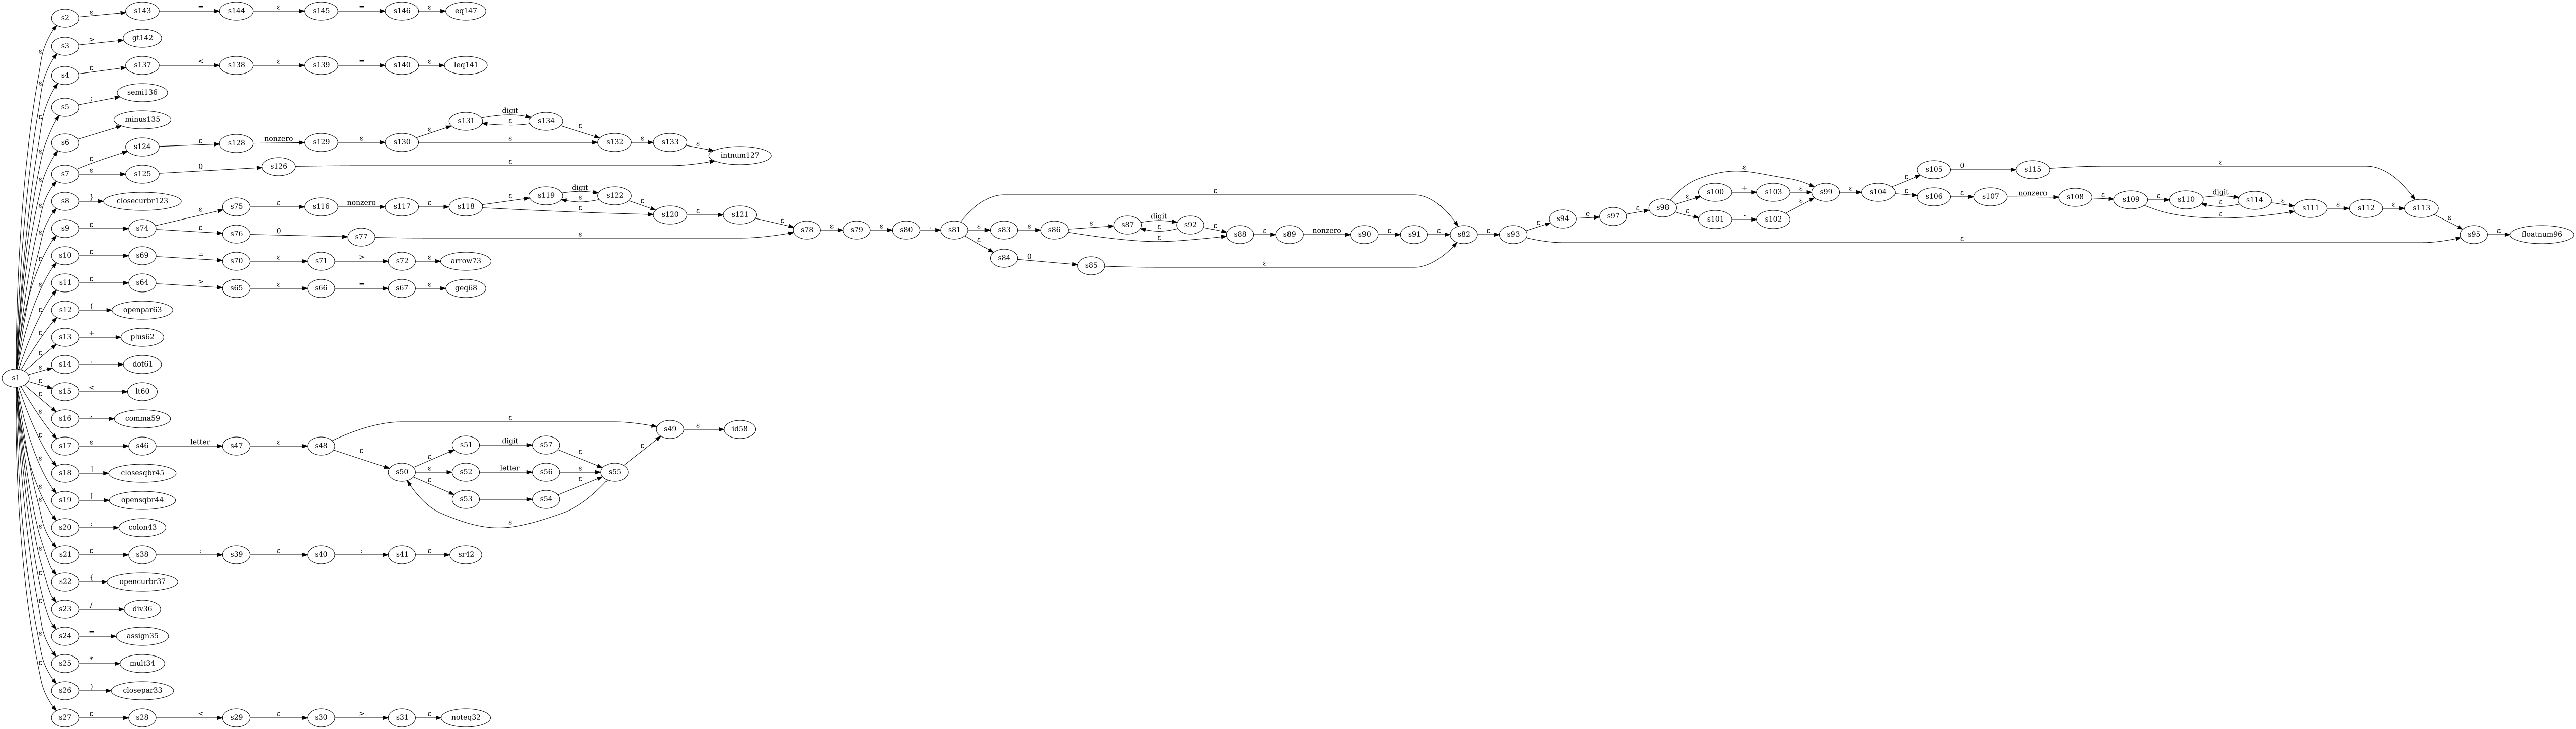 s2 ε s143 = s144 ε s145 = s146 ε eq147
ε s3 > gt142
ε s4 ε s137 < s138 ε s139 = s140 ε leq141
ε s5 ; semi136
ε s6 - minus135
ε s7 ε s124 ε s128 nonzero s129 ε s130 ε s131 digit s134 ε ε s132 ε s133 ε intnum127
ε
ε s125 0 s126 ε
ε s8 } closecurbr123
ε s9 ε s74 ε s75 ε s116 nonzero s117 ε s118 ε s119 digit s122 ε ε s120 ε s121 ε s78 ε s79 ε s80 . s81 ε s83 ε s86 ε s87 digit s92 ε ε s88 ε s89 nonzero s90 ε s91 ε s82 ε s93 ε s94 e s97 ε s98 ε s100 + s103 ε s99 ε s104 ε s105 0 s115 ε
ε
ε
ε
ε
ε s101 - s102 ε
ε s106 ε s107 nonzero s108 ε s109 ε s110 digit s114 ε ε s111 ε s112 ε s113 ε s95 ε floatnum96
ε
ε
ε s76 0 s77 ε
ε s84 0 s85 ε
ε s10 ε s69 = s70 ε s71 > s72 ε arrow73
ε s11 ε s64 > s65 ε s66 = s67 ε geq68
ε s12 ( openpar63
ε s13 + plus62
ε s14 . dot61
s1
ε s15 < lt60
ε s16 , comma59
ε s17 ε s46 letter s47 ε s48 ε s49 ε id58
ε s50 ε s51 digit s57 ε s55 ε
ε s52 letter s56 ε
ε s53 s54 ε
ε
ε s18 ] closesqbr45
ε s19 [ opensqbr44
ε s20 : colon43
ε s21 ε s38 : s39 ε s40 : s41 ε sr42
ε s22 { opencurbr37
ε s23 / div36
ε s24 = assign35
ε s25 * mult34
ε s26 ) closepar33
ε s27 ε s28 < s29 ε s30 > s31 ε noteq32